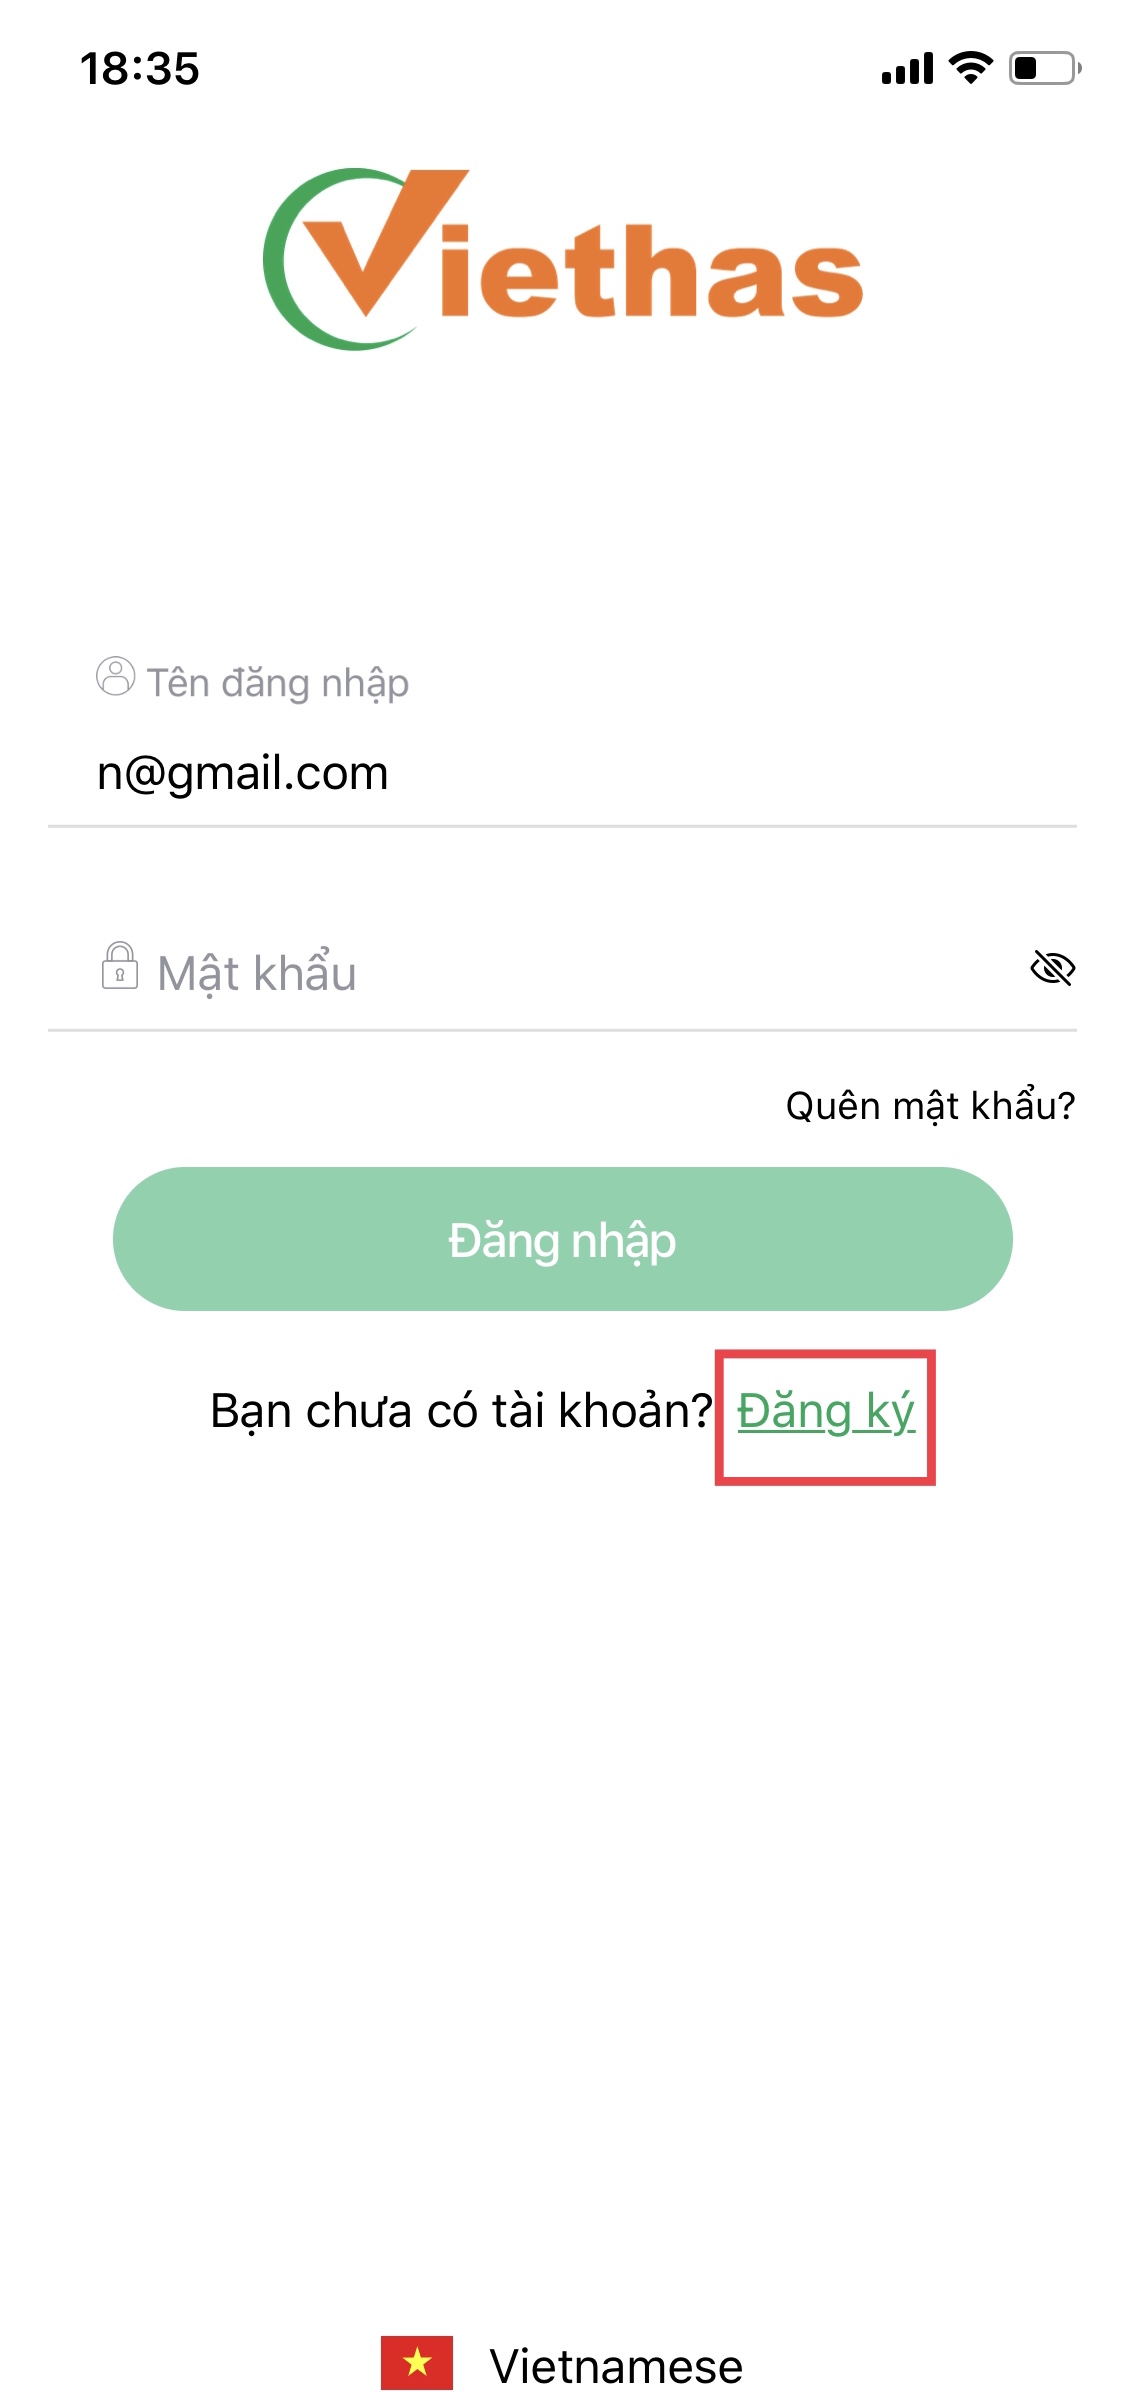 18:35
Viethas
Tên đăng nhập
n@gmail.com
Mật khẩu
Quên mật khẩu?
Đăng nhập
Bạn chưa có tài khoản? Đăng ký
Vietnamese